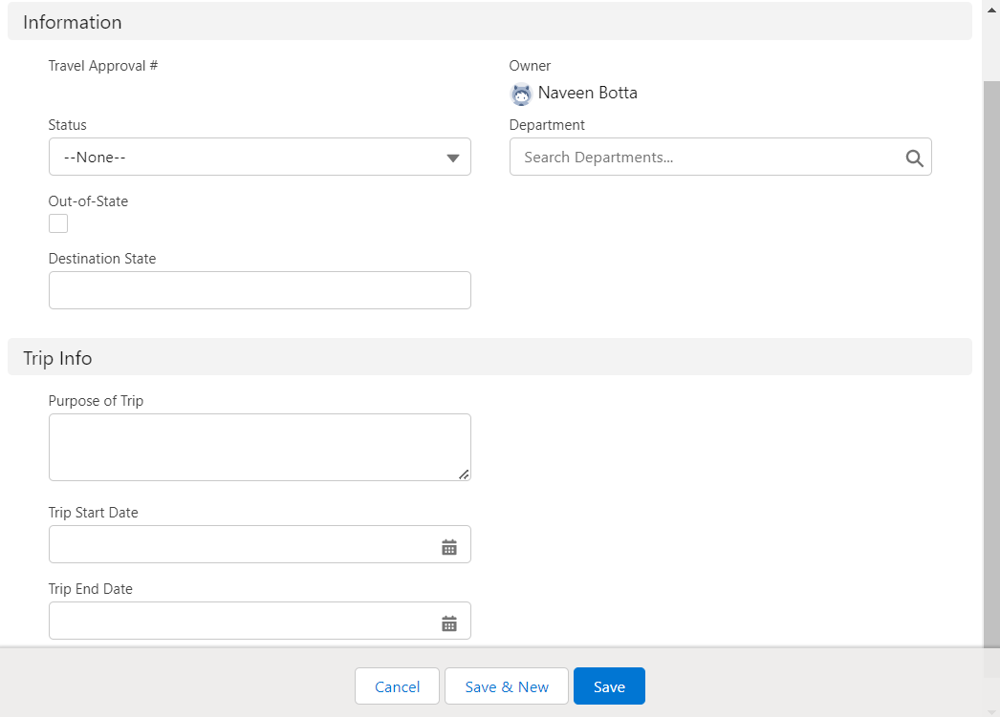 Information
Travel Approval #
Owner
Naveen Botta
Status
Department
--None--
Search Departments...
Out-of-State
Destination State
Trip Info
Purpose of Trip
Trip Start Date
Trip End Date
Cancel
Save & New
Save